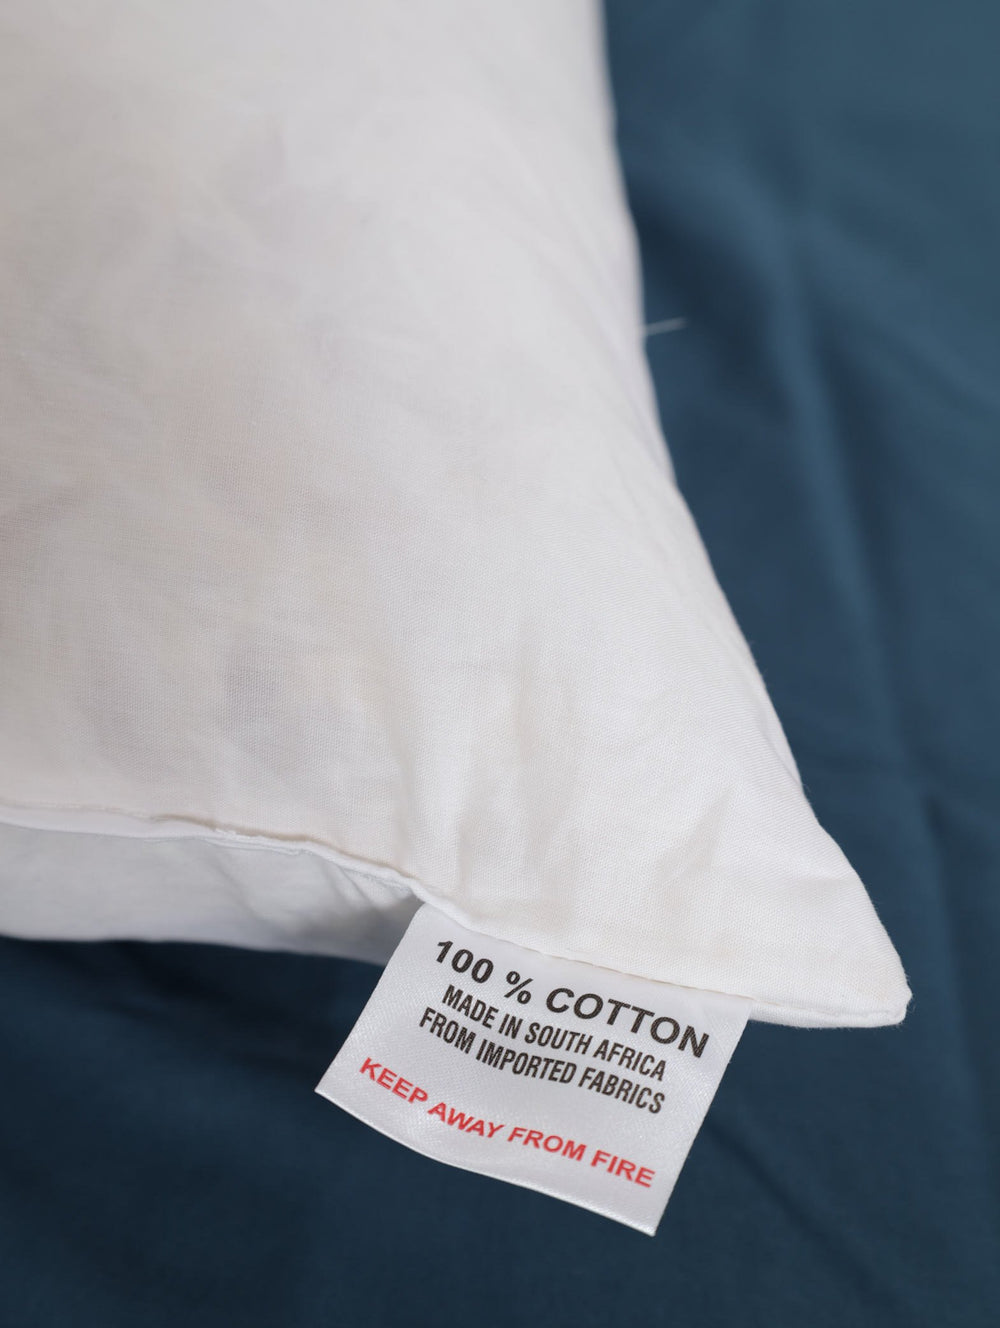 100 % COTTON
MADE IN SOUTH AFRICA
FROM IMPORTED FABRICS
KEEP AWAY FROM FIRE